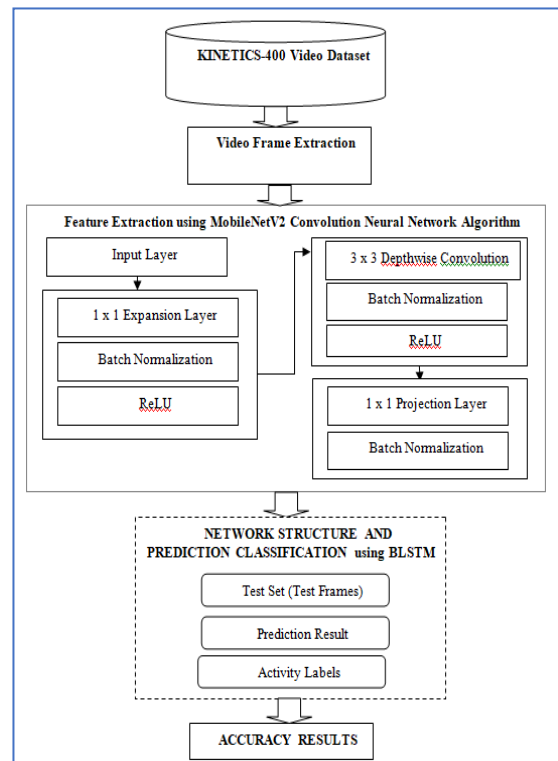 KINETICS-400 Video Dataset
Video Frame Extraction
Feature Extraction using MobileNetV2 Convolution Neural Network Algorithm
Input Layer
1 x 1 Expansion Layer
Batch Normalization
ReLU
3 x 3 Depthwise Convolution
Batch Normalization
ReLU
1 x 1 Projection Layer
Batch Normalization
NETWORK STRUCTURE AND
PREDICTION CLASSIFICATION using BLSTM
Test Set (Test Frames)
Prediction Result
Activity Labels
ACCURACY RESULTS